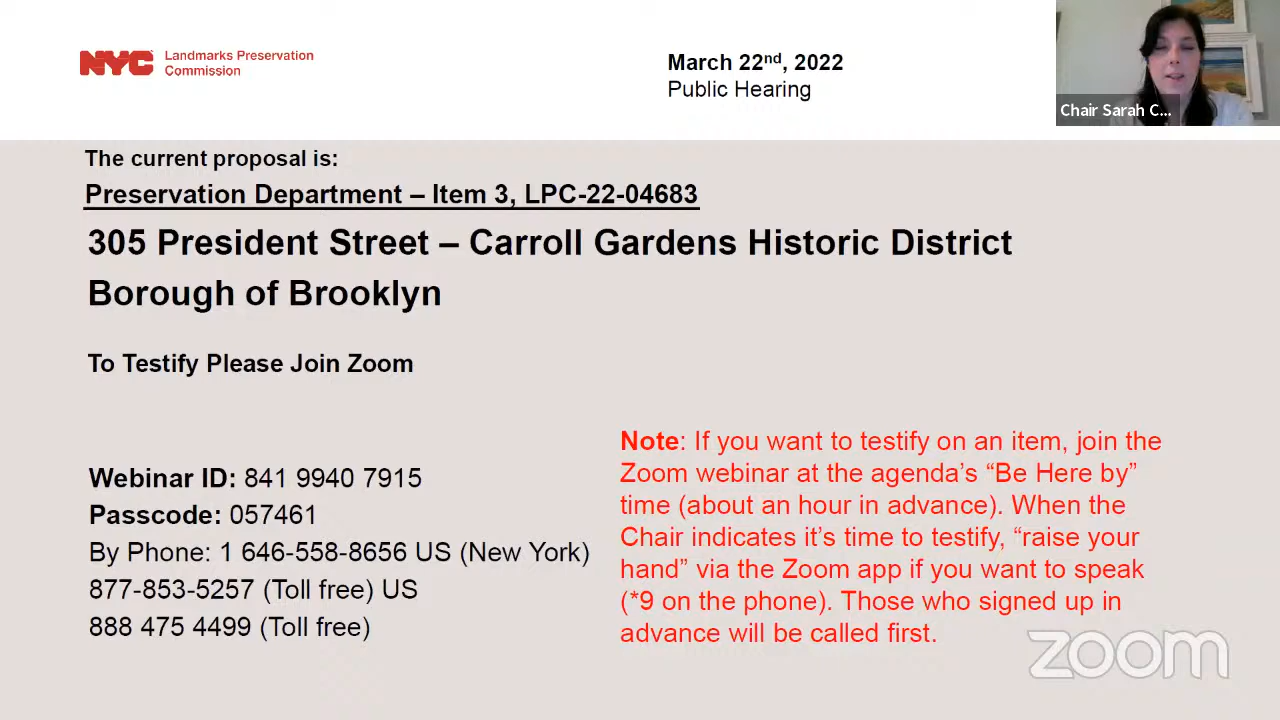 NYC Landmarks Preservation
Commission
March 22nd, 2022
Public Hearing
Chair Sarah C...
The current proposal is:
Preservation Department – Item 3, LPC-22-04683
305 President Street – Carroll Gardens Historic District
Borough of Brooklyn
To Testify Please Join Zoom
Webinar ID: 841 9940 7915
Passcode: 057461
By Phone: 1 646-558-8656 US (New York)
877-853-5257 (Toll free) US
888 475 4499 (Toll free)
Note: If you want to testify on an item, join the
Zoom webinar at the agenda’s “Be Here by”
time (about an hour in advance). When the
Chair indicates it’s time to testify, “raise your
hand” via the Zoom app if you want to speak
(*9 on the phone). Those who signed up in
advance will be called first.
zoom